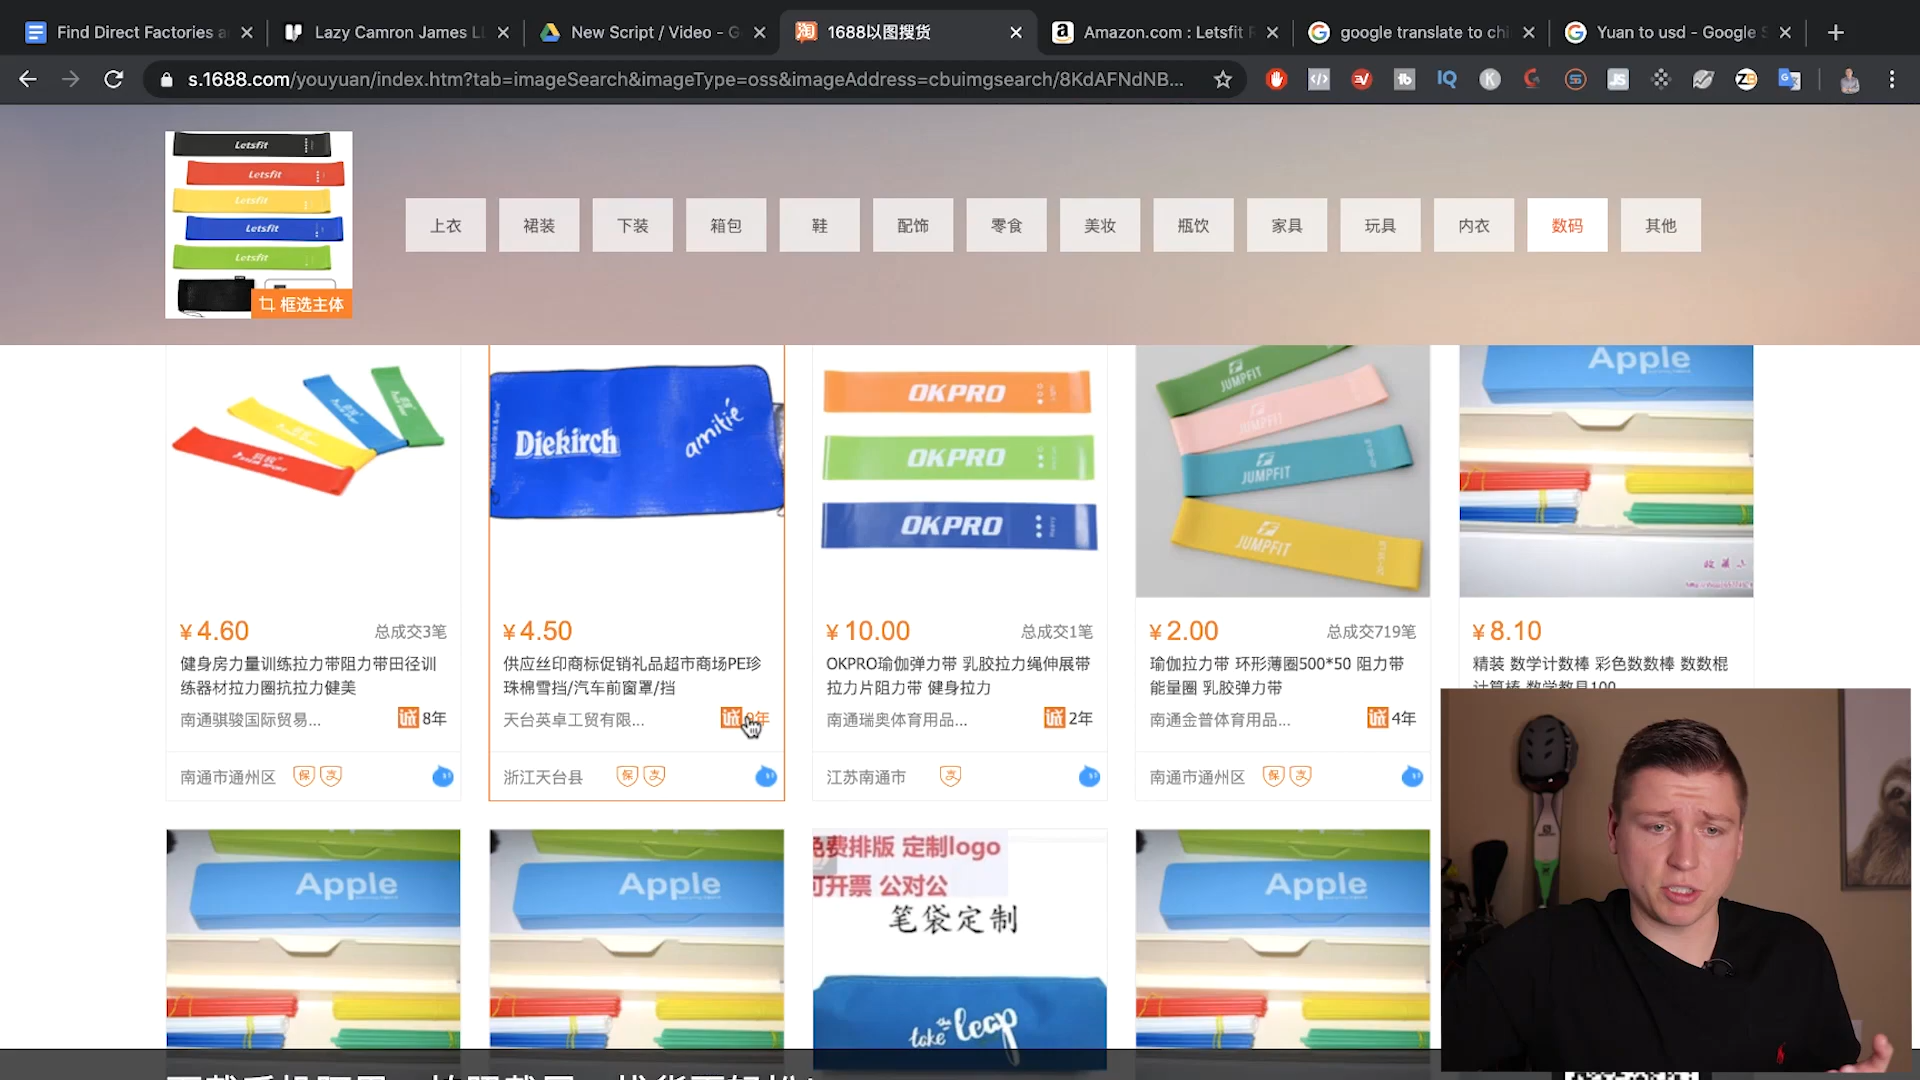 Find Direct Factories a
Lazy Camron James L
New Script / Video - G
1688以图搜货
Amazon.com : Letsfit R
google translate to chi
Yuan to usd - Google S
s.1688.com/youyuan/index.htm?tab=imageSearch&imageType=oss&imageAddress=cbuimgsearch/8KdAFNdNB...
Letsfit
Letsfit
Letsfit
Letsfit
Letsfit
框选主体
上衣
裙装
下装
箱包
鞋
配饰
零食
美妆
瓶饮
家具
玩具
内衣
数码
其他
Diekirch
amitié
OKPRO
OKPRO
OKPRO
JUMPFIT
JUMPFIT
JUMPFIT
JUMPFIT
Apple
¥4.60
总成交3笔
健身房力量训练拉力带阻力带田径训
练器材拉力圈抗拉力健美
南通骐骏国际贸易...
诚 8年
南通市通州区
保 支
¥4.50
总成交笔
供应丝印商标促销礼品超市商场PE珍
珠棉雪挡/汽车前窗罩/挡
天台英卓工贸有限...
诚 年
浙江天台县
保 支
¥10.00
总成交1笔
OKPRO瑜伽弹力带 乳胶拉力绳伸展带
拉力片阻力带 健身拉力
南通瑞奥体育用品...
诚 2年
江苏南通市
支
¥2.00
总成交719笔
瑜伽拉力带 环形薄圈500*50 阻力带
能量圈 乳胶弹力带
南通金普体育用品...
诚 4年
南通市通州区
保 支
¥8.10
精装 数学计数棒 彩色数数棒 数数棍
计算棒 数学教具100
Apple
Apple
免费排版 定制logo
可开票 公对公
笔袋定制
take the leap
Apple